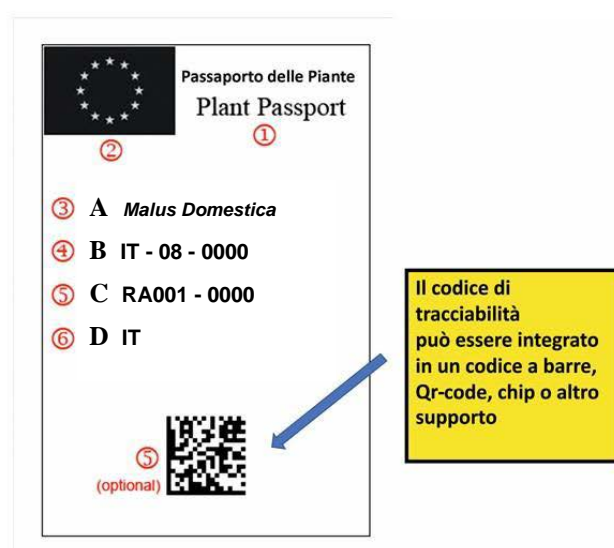 Passaporto delle Piante
Plant Passport
①
②
③ A Malus Domestica
④ B IT - 08 - 0000
⑤ C RA001 - 0000
⑥ D IT
⑤
(optional)
Il codice di
tracciabilità
può essere integrato
in un codice a barre,
Qr-code, chip o altro
supporto